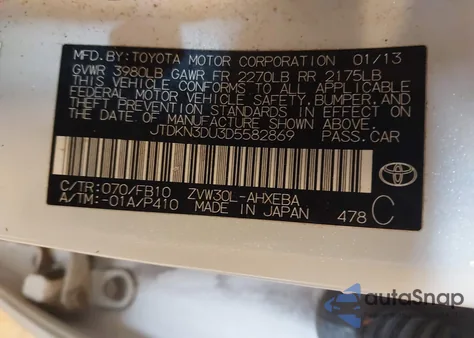 MFD.BY:TOYOTA MOTOR CORPORATION 01/13
GVWR 3980LB GAWR FR 2270LB RR 2175LB
THIS VEHICLE CONFORMS TO ALL APPLICABLE
FEDERAL MOTOR VEHICLE SAFETY, BUMPER, AND
THEFT PREVENTION STANDARDS IN EFFECT ON
THE DATE OF MANUFACTURE SHOWN ABOVE.
JTDKN3DU3D5582869 PASS.CAR
C/TR:070/FB10 ZVW30L-AHXEBA
A/TM:-01A/P410 MADE IN JAPAN 478 C
autoSnap
POWERED BY